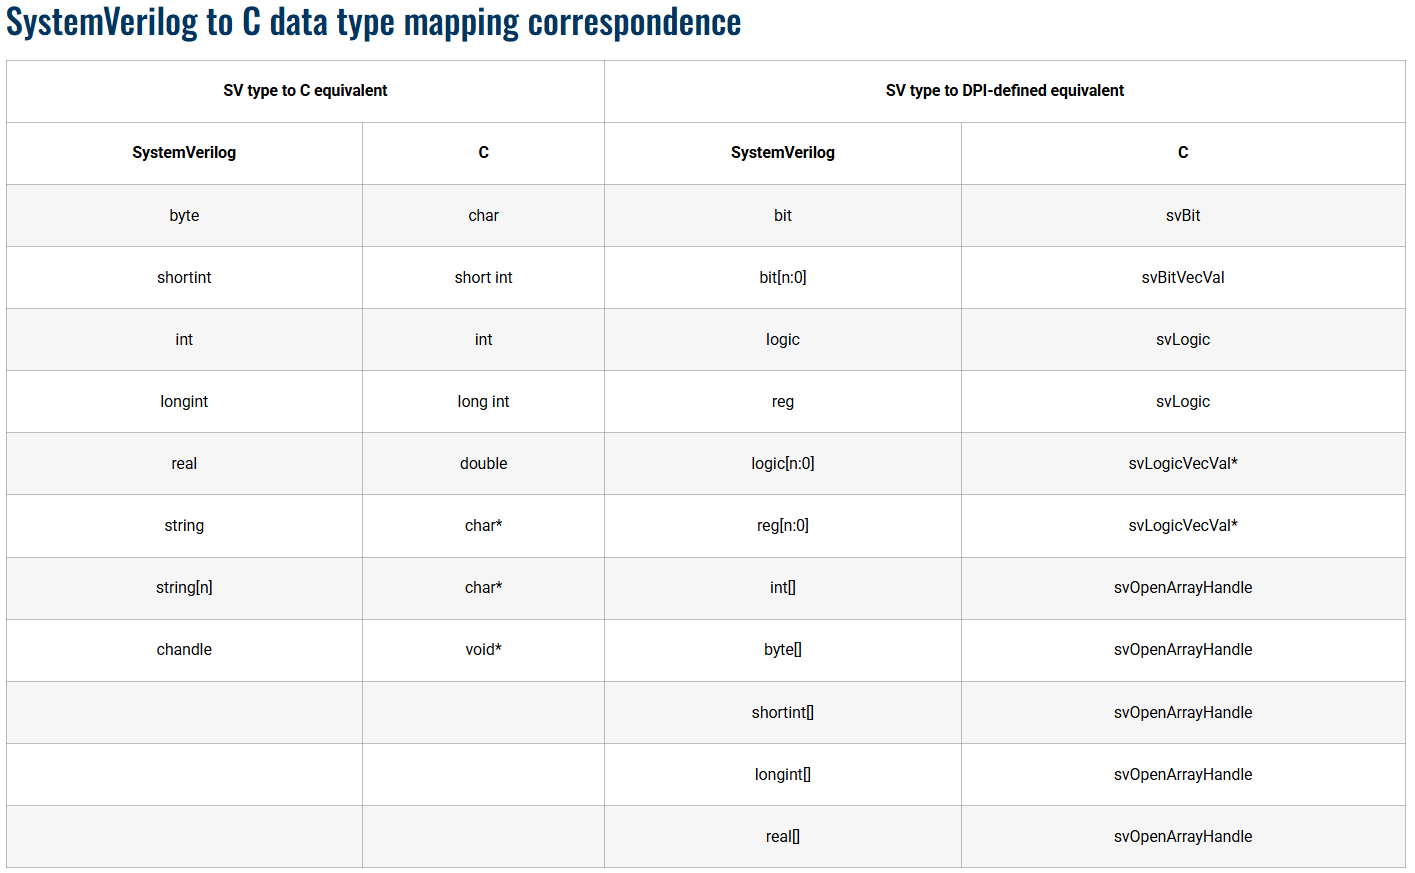 SystemVerilog to C data type mapping correspondence
SV type to C equivalent SV type to DPI-defined equivalent
SystemVerilog C SystemVerilog C
byte char bit svBit
shortint short int bit[n:0] svBitVecVal
int int logic svLogic
longint long int reg svLogic
real double logic[n:0] svLogicVecVal*
string char* reg[n:0] svLogicVecVal*
string[n] char* int[] svOpenArrayHandle
chandle void* byte[] svOpenArrayHandle
shortint[] svOpenArrayHandle
longint[] svOpenArrayHandle
real[] svOpenArrayHandle